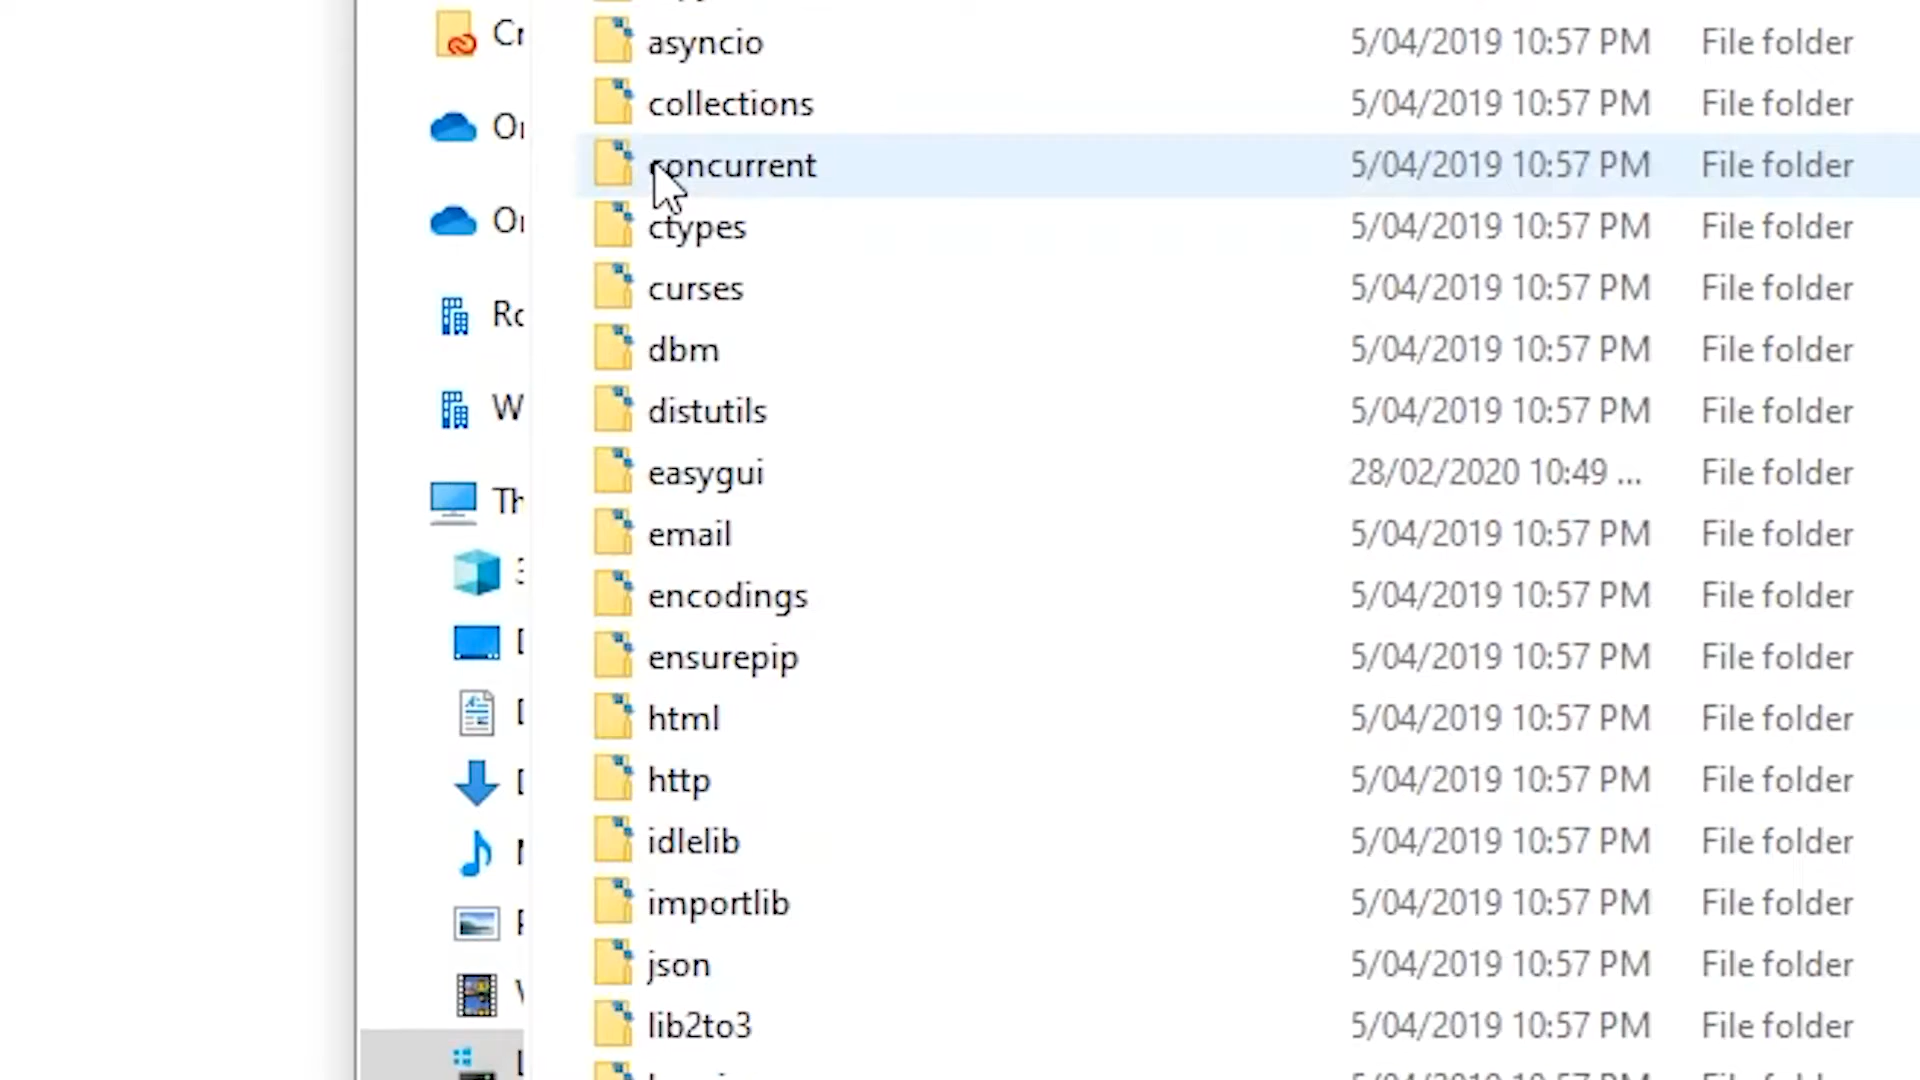 Cr
asyncio 5/04/2019 10:57 PM File folder
collections 5/04/2019 10:57 PM File folder
concurrent 5/04/2019 10:57 PM File folder
ctypes 5/04/2019 10:57 PM File folder
curses 5/04/2019 10:57 PM File folder
dbm 5/04/2019 10:57 PM File folder
distutils 5/04/2019 10:57 PM File folder
W
easygui 28/02/2020 10:49 ... File folder
Th
email 5/04/2019 10:57 PM File folder
encodings 5/04/2019 10:57 PM File folder
ensurepip 5/04/2019 10:57 PM File folder
html 5/04/2019 10:57 PM File folder
http 5/04/2019 10:57 PM File folder
idlelib 5/04/2019 10:57 PM File folder
importlib 5/04/2019 10:57 PM File folder
json 5/04/2019 10:57 PM File folder
lib2to3 5/04/2019 10:57 PM File folder